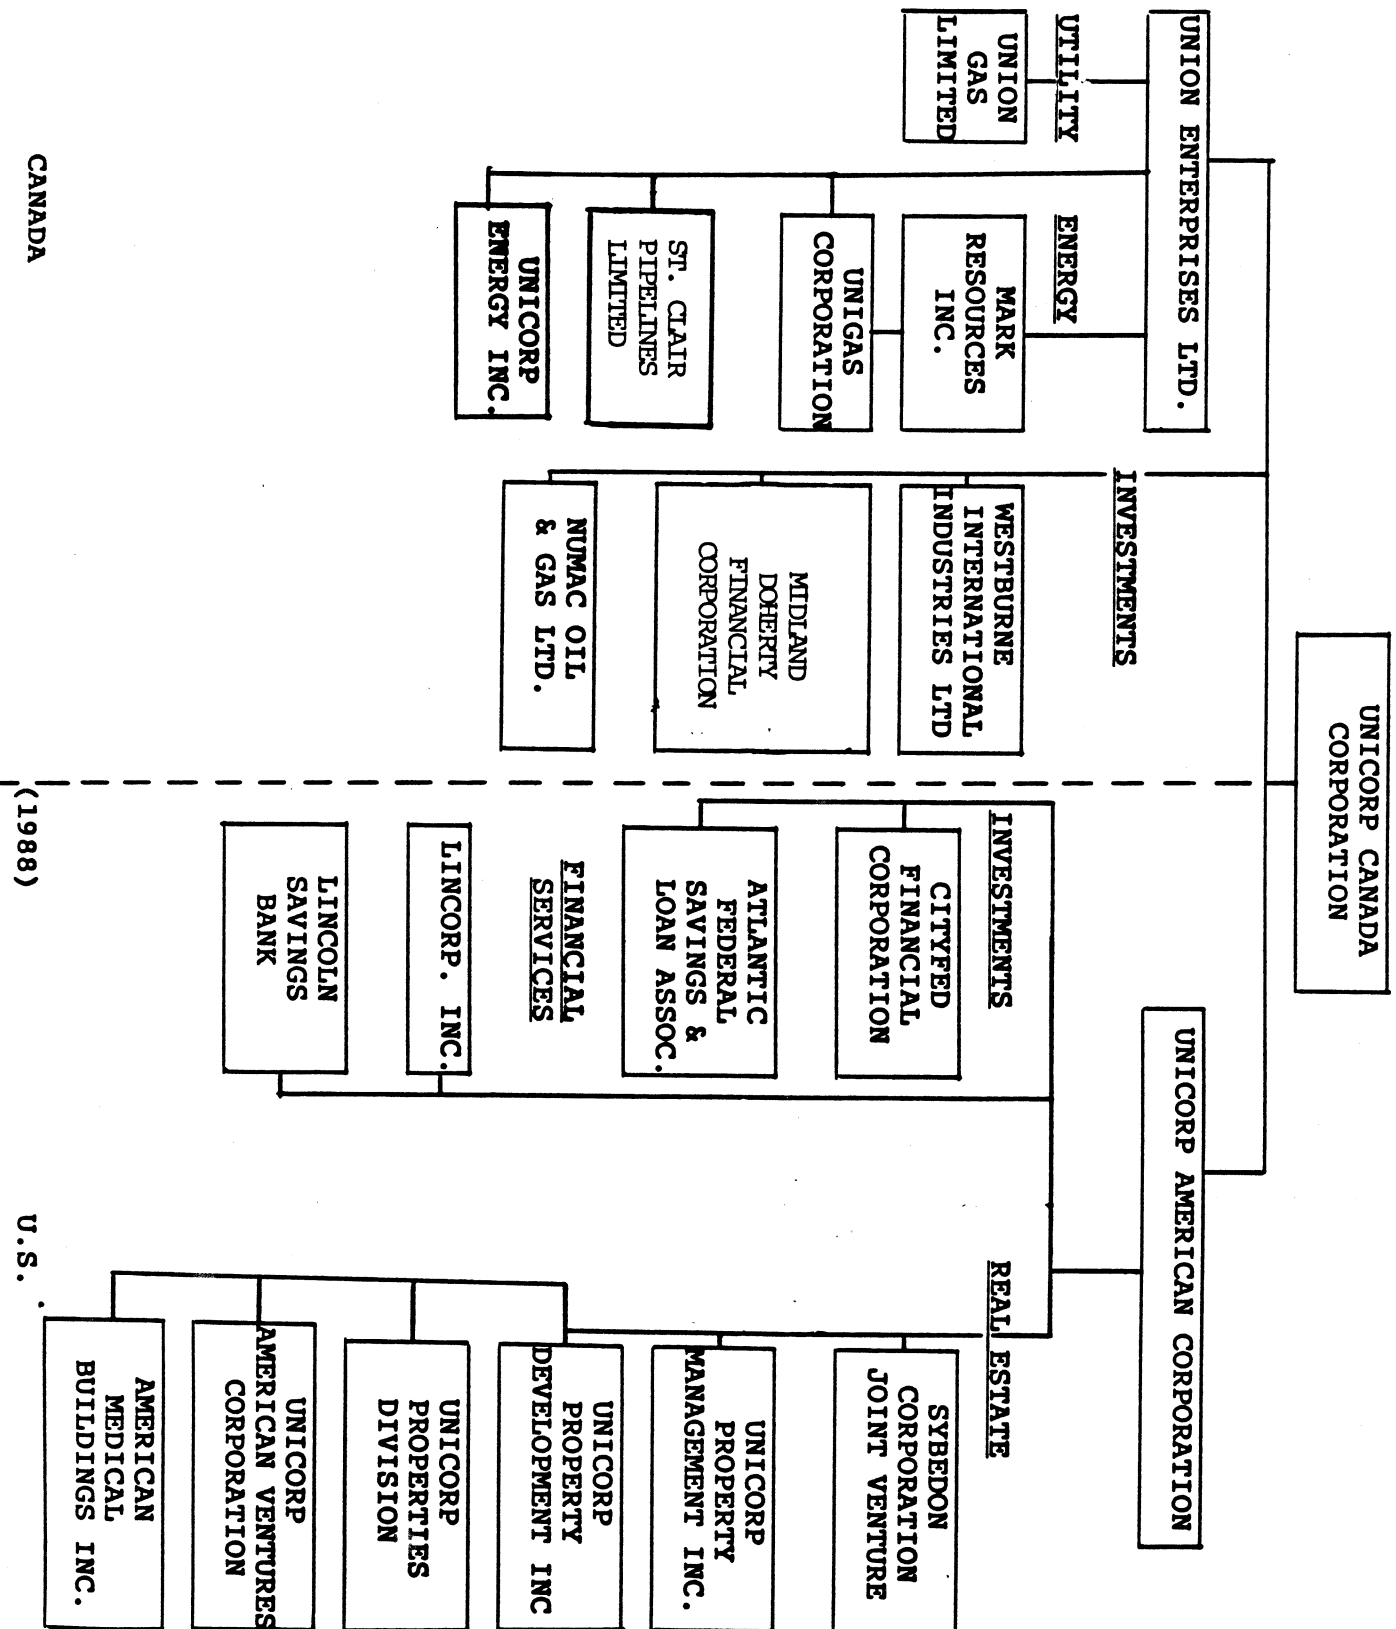 UNICORP CANADA
CORPORATION
UNION ENTERPRISES LTD.
UNICORP AMERICAN CORPORATION
UTILITY
UNION
GAS
LIMITED
ENERGY
MARK
RESOURCES
INC.
UNIGAS
CORPORATION
ST. CLAIR
PIPELINES
LIMITED
UNICORP
ENERGY INC.
INVESTMENTS
WESTBURNE
INTERNATIONAL
INDUSTRIES LTD
MIDLAND
DOHERTY
FINANCIAL
CORPORATION
NUMAC OIL
& GAS LTD.
INVESTMENTS
CITYFED
FINANCIAL
CORPORATION
ATLANTIC
FEDERAL
SAVINGS &
LOAN ASSOC.
FINANCIAL
SERVICES
LINCORP. INC.
LINCOLN
SAVINGS
BANK
REAL ESTATE
SYBEDON
CORPORATION
JOINT VENTURE
UNICORP
PROPERTY
MANAGEMENT INC.
UNICORP
PROPERTY
DEVELOPMENT INC
UNICORP
PROPERTIES
DIVISION
UNICORP
AMERICAN VENTURES
CORPORATION
AMERICAN
MEDICAL
BUILDINGS INC.
CANADA
(1988)
U.S.